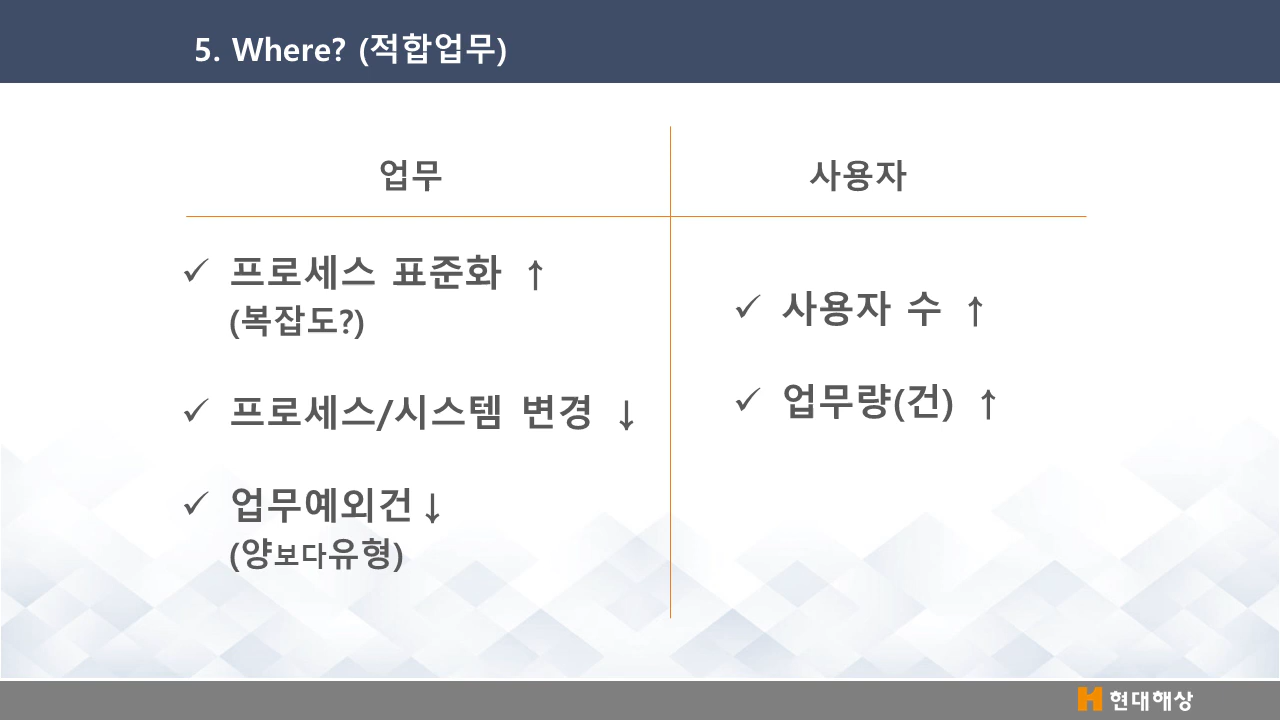 5. Where? (적합업무)
업무
프로세스 표준화 ↑
(복잡도?)
프로세스/시스템 변경 ↓
업무예외건↓
(양보다유형)
사용자
사용자 수 ↑
업무량(건) ↑
현대해상